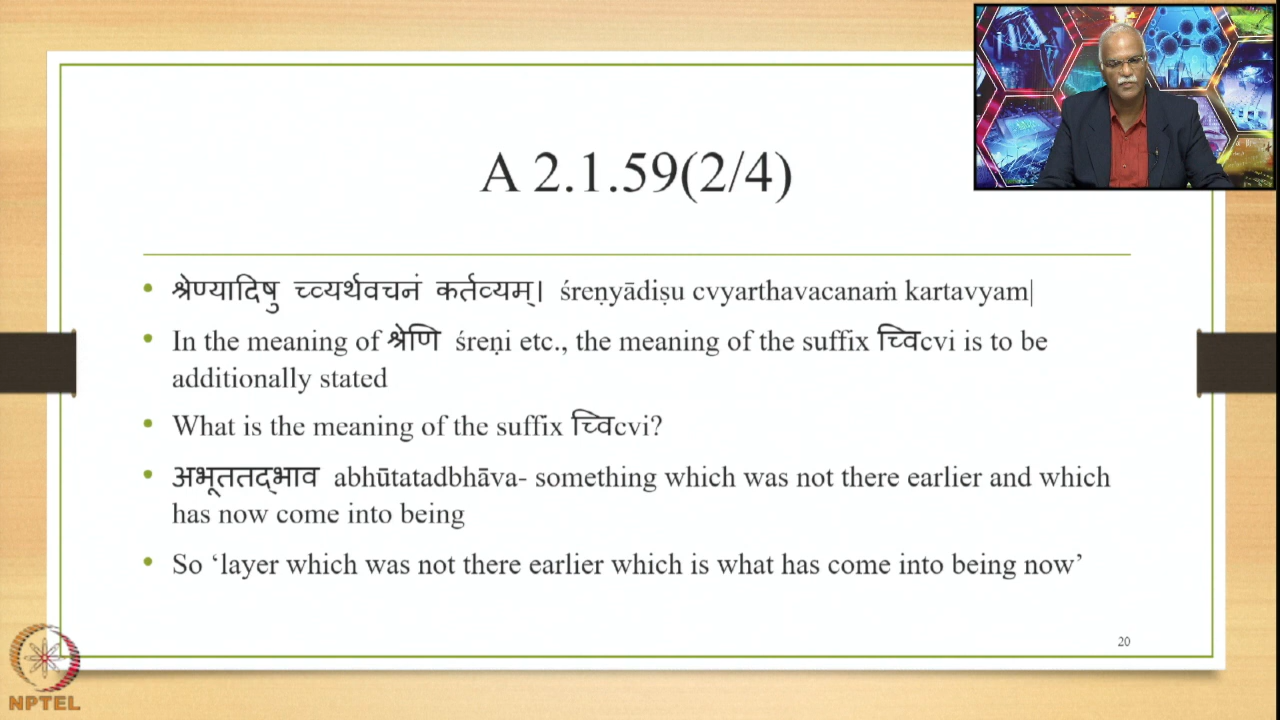 A 2.1.59(2/4)
श्रेण्यादिषु च्व्यर्थवचनं कर्तव्यम्। śreṇyādiṣu cvyarthavacanaṁ kartavyam|
In the meaning of श्रेणि śreṇi etc., the meaning of the suffix च्विcvi is to be
additionally stated
What is the meaning of the suffix च्विcvi?
अभूततद्भाव abhūtatadbhāva- something which was not there earlier and which
has now come into being
So ‘layer which was not there earlier which is what has come into being now’
20
NPTEL